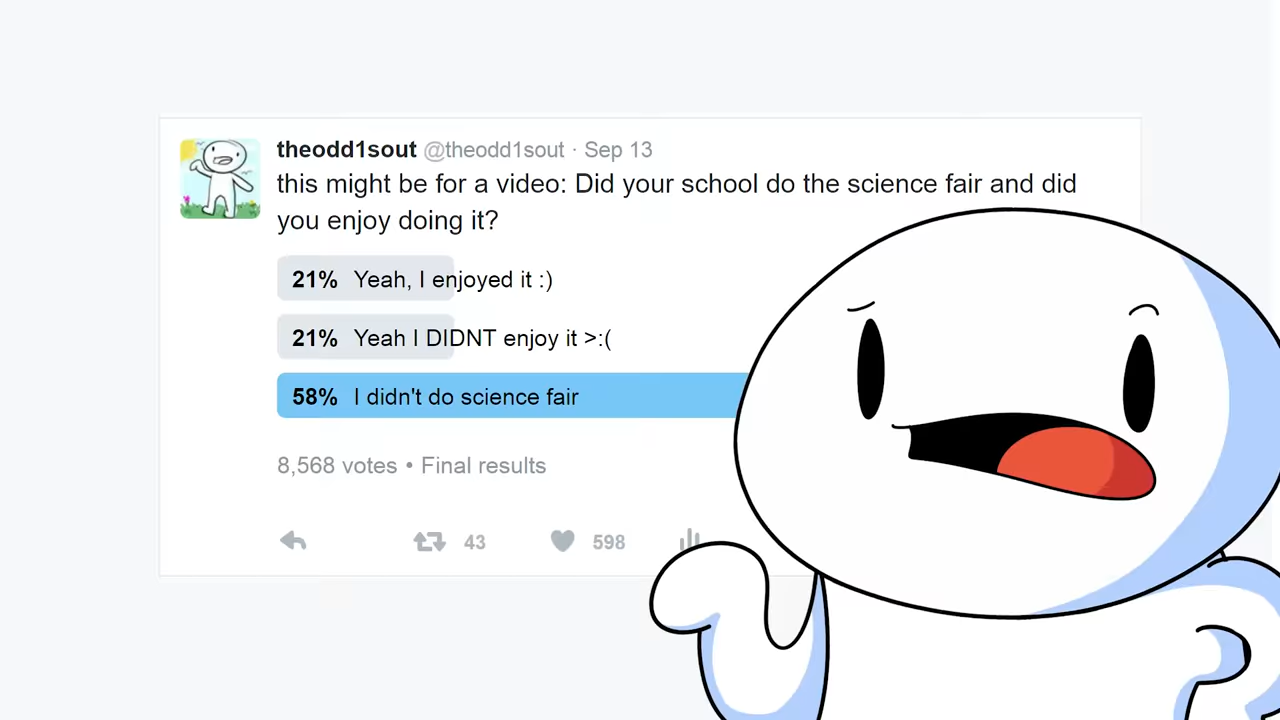 theodd1sout @theodd1sout · Sep 13
this might be for a video: Did your school do the science fair and did
you enjoy doing it?
21% Yeah, I enjoyed it :)
21% Yeah I DIDNT enjoy it >:(
58% I didn't do science fair
8,568 votes • Final results
43 598